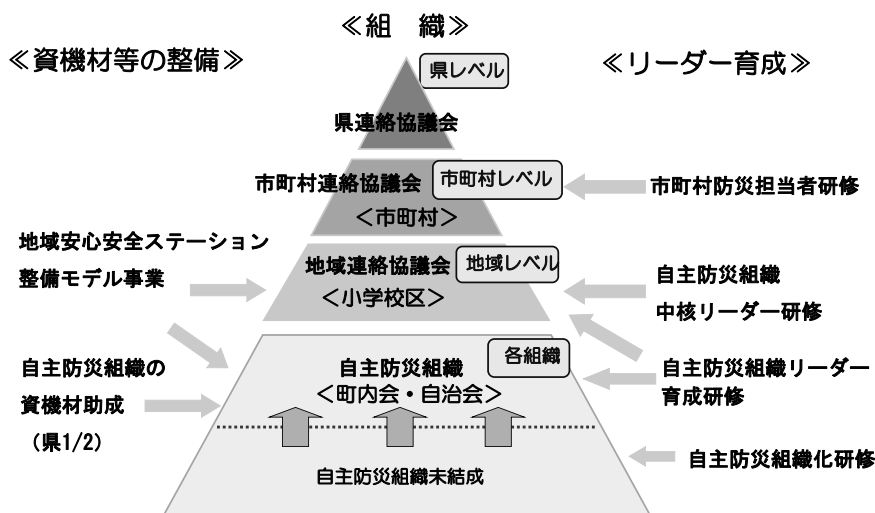 ≪組　織≫
≪資機材等の整備≫
≪リーダー育成≫
県レベル
県連絡協議会
市町村連絡協議会
市町村レベル
＜市町村＞
市町村防災担当者研修
地域安心安全ステーション
整備モデル事業
地域連絡協議会
地域レベル
＜小学校区＞
自主防災組織
中核リーダー研修
自主防災組織の
資機材助成
（県1/2）
自主防災組織
各組織
＜町内会・自治会＞
自主防災組織リーダー
育成研修
自主防災組織未結成
自主防災組織化研修